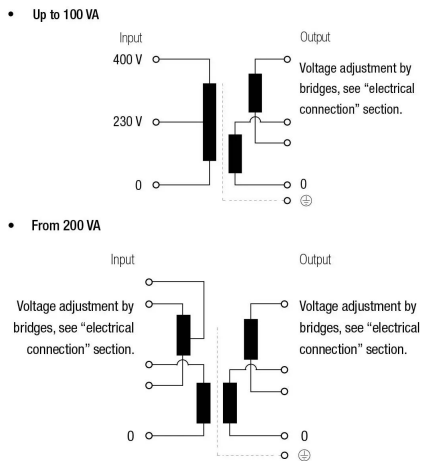 • Up to 100 VA
Input
Output
400 V
Voltage adjustment by
bridges, see “electrical
connection” section.
230 V
0
0
• From 200 VA
Input
Output
Voltage adjustment by
bridges, see “electrical
connection” section.
Voltage adjustment by
bridges, see “electrical
connection” section.
0
0